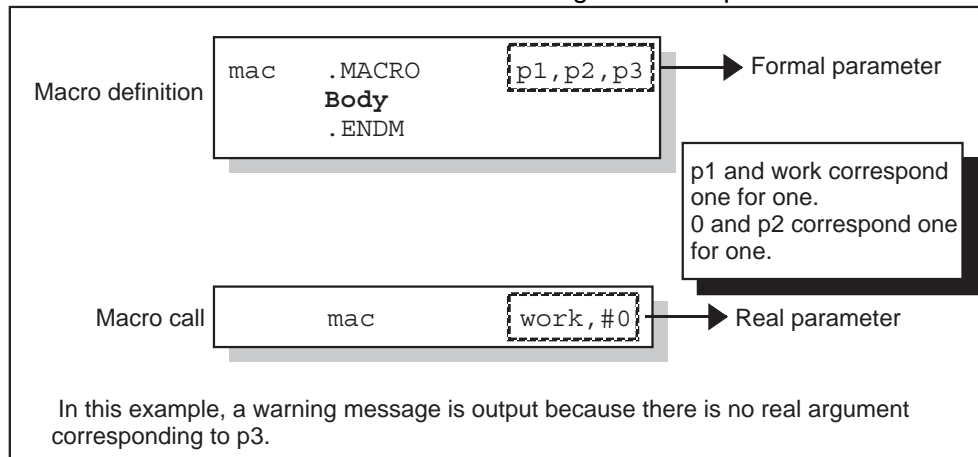 Macro definition
mac .MACRO p1,p2,p3
Body
.ENDM
Formal parameter
p1 and work correspond
one for one.
0 and p2 correspond one
for one.
Macro call
mac work,#0
Real parameter
In this example, a warning message is output because there is no real argument
corresponding to p3.